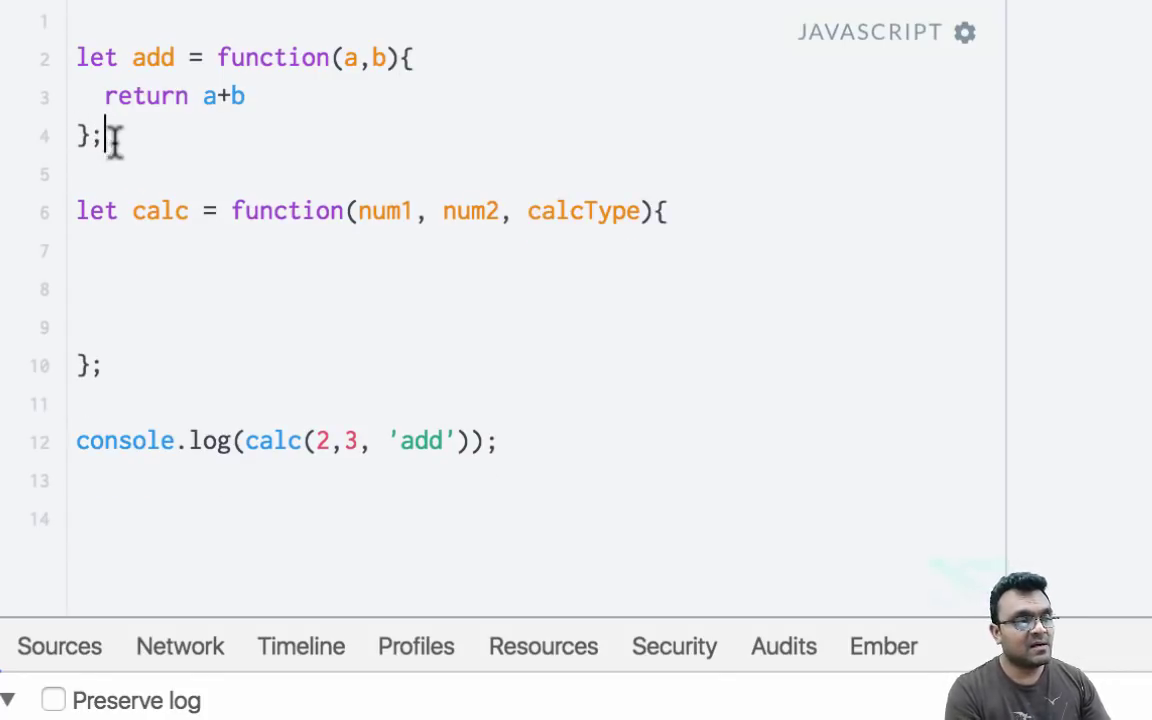 JAVASCRIPT
1
2 let add = function(a,b){
3 return a+b
4 };
5
6 let calc = function(num1, num2, calcType){
7
8
9
10 };
11
12 console.log(calc(2,3, 'add'));
13
14
Sources Network Timeline Profiles Resources Security Audits Ember
Preserve log